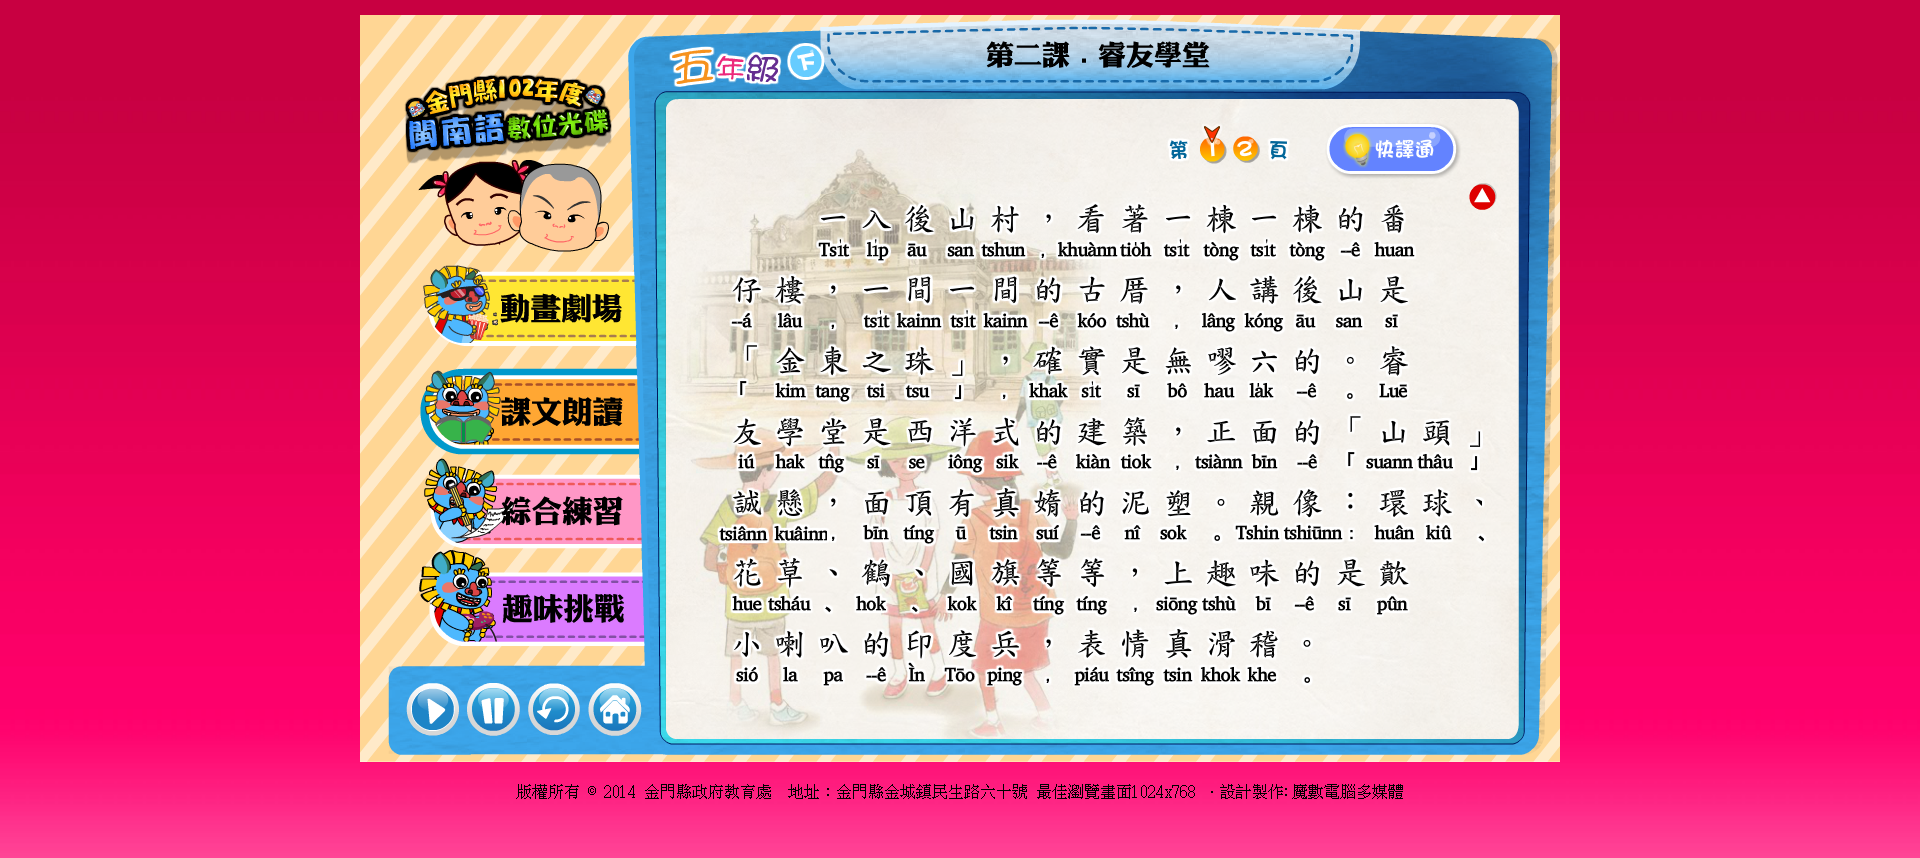 五年級 下
第二課．睿友學堂
金門縣102年度
閩南語數位光碟
第 1 2 頁
快譯通
一入後山村，看著一棟一棟的番
Tsi̍t li̍p āu san tshun , khuànn tio̍h tsi̍t tòng tsi̍t tòng --ê huan
仔樓，一間一間的古厝，人講後山是
--á lâu , tsi̍t kainn tsi̍t kainn --ê kóo tshù , lâng kóng āu san sī
「金東之珠」，確實是無嘐六的。睿
「 kim tang tsi tsu 」 , khak si̍t sī bô hau la̍k --ê 。 Luē
友學堂是西洋式的建築，正面的「山頭」
iú hak tn̂g sī se iông sik --ê kiàn tiok , tsiànn bīn --ê 「 suann thâu 」
誠懸，面頂有真媠的泥塑。親像：環球、
tsiânn kuâinn , bīn tíng ū tsin suí --ê nî sok 。 Tshin tshiūnn : huân kiû 、
花草、鶴、國旗等等，上趣味的是歕
hue tsháu 、 hok 、 kok kî tíng tíng , siōng tshù bī --ê sī pûn
小喇叭的印度兵，表情真滑稽。
sió la pa --ê Ìn Tōo ping , piáu tsîng tsin khok khe 。
動畫劇場
課文朗讀
綜合練習
趣味挑戰
版權所有 © 2014 金門縣政府教育處 地址：金門縣金城鎮民生路六十號 最佳瀏覽畫面1024x768 ．設計製作:魔數電腦多媒體